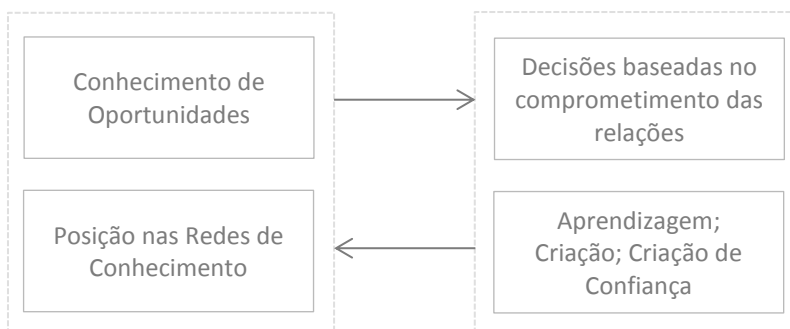 Conhecimento de
Oportunidades
Decisões baseadas no
comprometimento das
relações
Posição nas Redes de
Conhecimento
Aprendizagem;
Criação; Criação de
Confiança